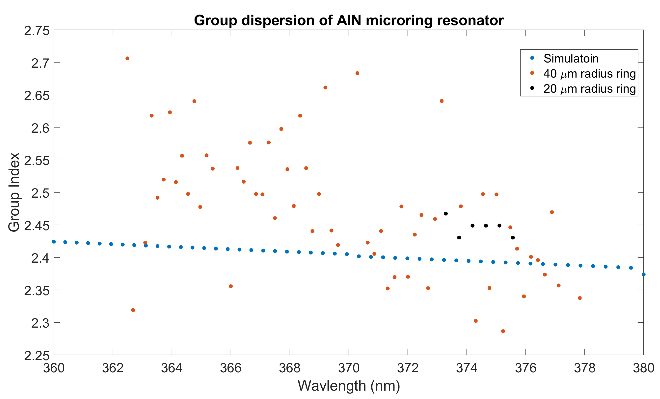 Group dispersion of AlN microring resonator
2.75
2.7
2.65
2.6
2.55
2.5
2.45
2.4
2.35
2.3
2.25
Group Index
Simulatoin
40 μm radius ring
20 μm radius ring
360 362 364 366 368 370 372 374 376 378 380
Wavlength (nm)